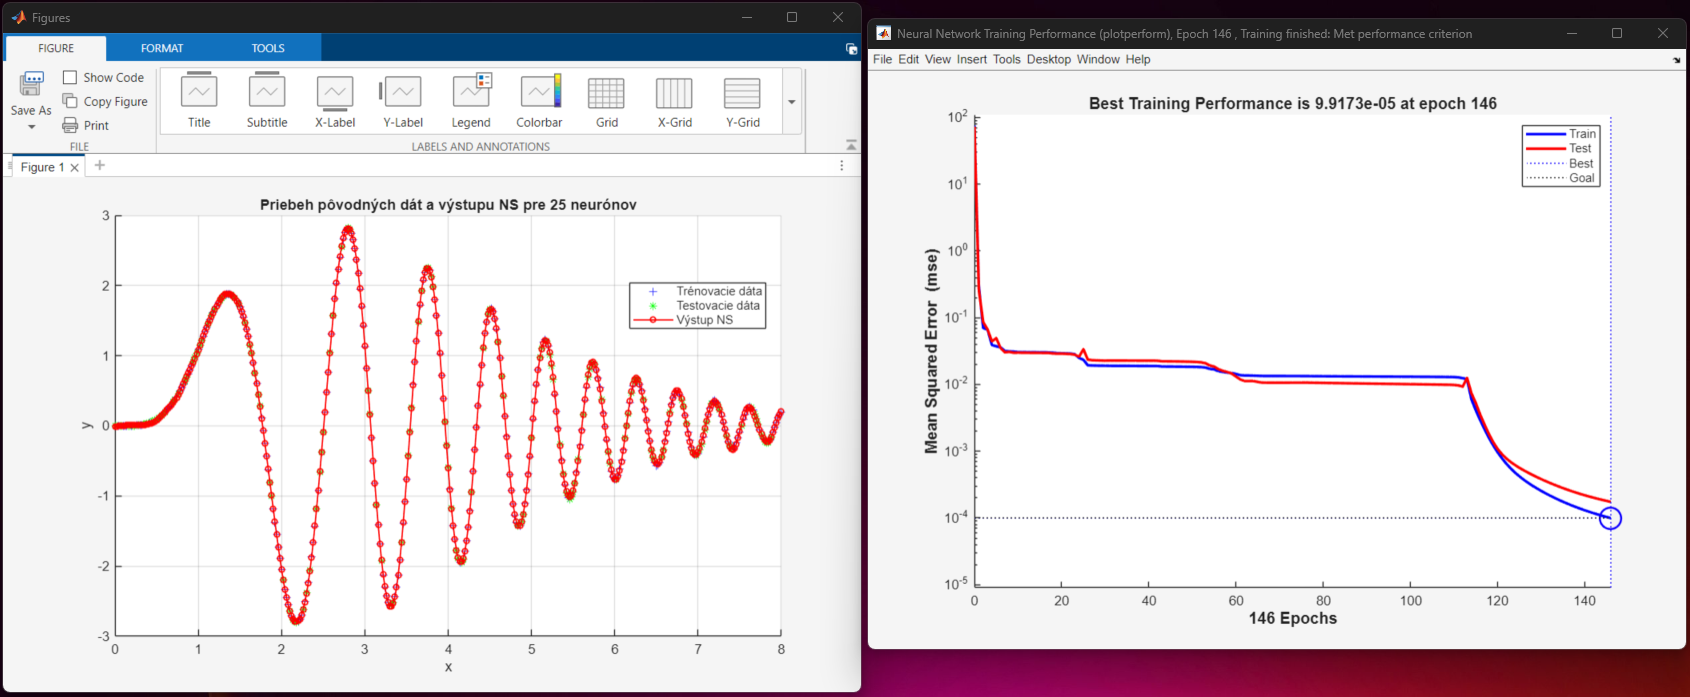 Figures
FIGURE FORMAT TOOLS
Save As
Show Code
Copy Figure
Print
FILE
Title Subtitle X-Label Y-Label Legend Colorbar Grid X-Grid Y-Grid
LABELS AND ANNOTATIONS
Figure 1
Priebeh pôvodných dát a výstupu NS pre 25 neurónov
3
2
1
0
-1
-2
-3
y
Trénovacie dáta
Testovacie dáta
Výstup NS
0 1 2 3 4 5 6 7 8
x
Neural Network Training Performance (plotperform), Epoch 146 , Training finished: Met performance criterion
File Edit View Insert Tools Desktop Window Help
Best Training Performance is 9.9173e-05 at epoch 146
10^2
10^1
10^0
10^-1
10^-2
10^-3
10^-4
10^-5
Mean Squared Error (mse)
Train
Test
Best
Goal
0 20 40 60 80 100 120 140
146 Epochs